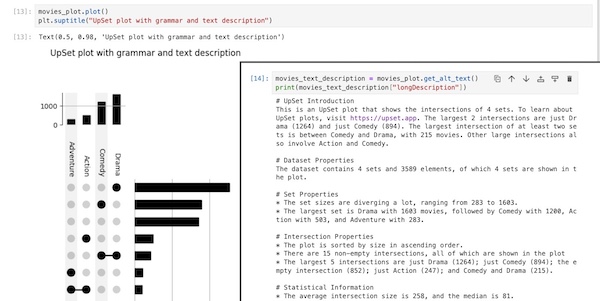 [13]: movies_plot.plot()
plt.suptitle("UpSet plot with grammar and text description")
[13]: Text(0.5, 0.98, 'UpSet plot with grammar and text description')
UpSet plot with grammar and text description
1000
0
Adventure
Action
Comedy
Drama
[14]: movies_text_description = movies_plot.get_alt_text()
print(movies_text_description["longDescription"])
# UpSet Introduction
This is an UpSet plot that shows the intersections of 4 sets. To learn about
UpSet plots, visit https://upset.app. The largest 2 intersections are just Dr
ama (1264) and just Comedy (894). The largest intersection of at least two se
ts is between Comedy and Drama, with 215 movies. Other large intersections al
so involve Action and Comedy.
# Dataset Properties
The dataset contains 4 sets and 3589 elements, of which 4 sets are shown in t
he plot.
# Set Properties
* The set sizes are diverging a lot, ranging from 283 to 1603.
* The largest set is Drama with 1603 movies, followed by Comedy with 1200, Ac
tion with 503, and Adventure with 283.
# Intersection Properties
* The plot is sorted by size in ascending order.
* There are 15 non-empty intersections, all of which are shown in the plot
* The largest 5 intersections are just Drama (1264); just Comedy (894); the e
mpty intersection (852); just Action (247); and Comedy and Drama (215).
# Statistical Information
* The average intersection size is 258, and the median is 81.